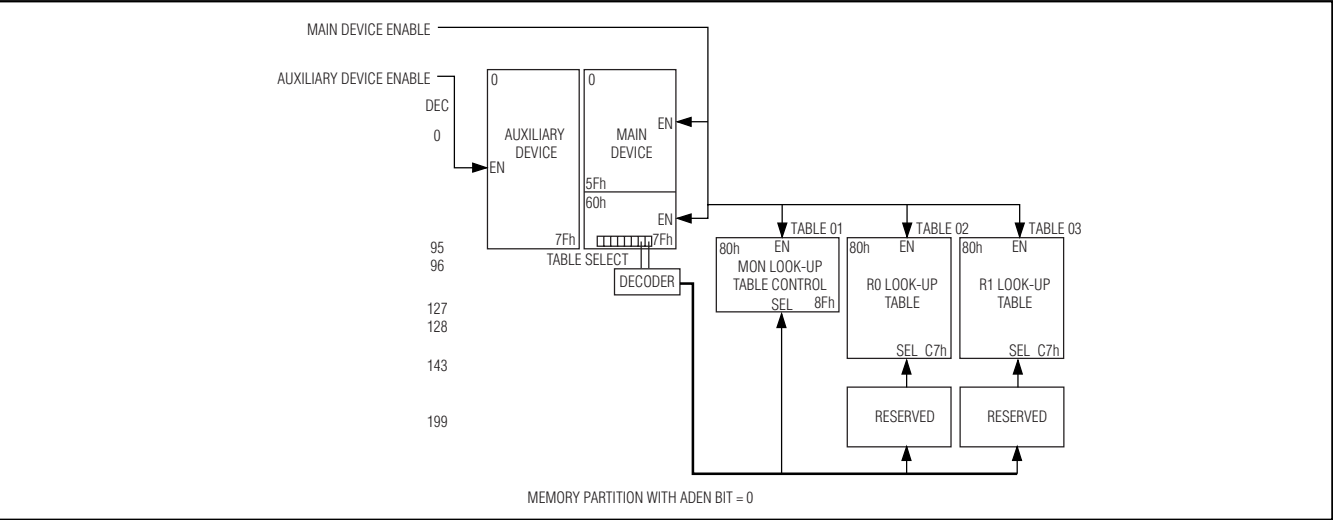 MAIN DEVICE ENABLE
AUXILIARY DEVICE ENABLE
DEC
0
95
96
127
128
143
199
0
AUXILIARY
DEVICE
EN
7Fh
0
EN
MAIN
DEVICE
5Fh
60h
EN
7Fh
TABLE SELECT
DECODER
TABLE 01
80h EN
MON LOOK-UP
TABLE CONTROL
SEL 8Fh
TABLE 02
80h EN
R0 LOOK-UP
TABLE
SEL C7h
RESERVED
TABLE 03
80h EN
R1 LOOK-UP
TABLE
SEL C7h
RESERVED
MEMORY PARTITION WITH ADEN BIT = 0